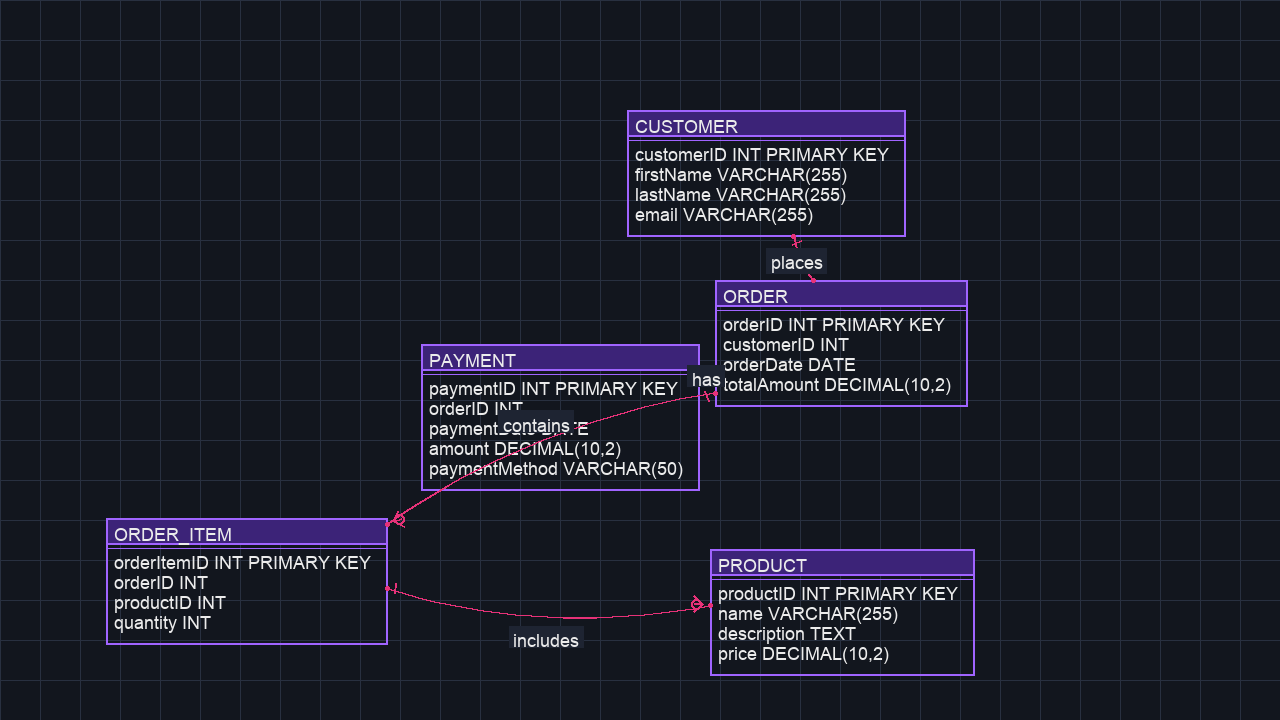 CUSTOMER
customerID INT PRIMARY KEY
firstName VARCHAR(255)
lastName VARCHAR(255)
email VARCHAR(255)
places
ORDER
orderID INT PRIMARY KEY
customerID INT
orderDate DATE
totalAmount DECIMAL(10,2)
has
PAYMENT
paymentID INT PRIMARY KEY
orderID INT
contains
amount DECIMAL(10,2)
paymentMethod VARCHAR(50)
ORDER_ITEM
orderItemID INT PRIMARY KEY
orderID INT
productID INT
quantity INT
includes
PRODUCT
productID INT PRIMARY KEY
name VARCHAR(255)
description TEXT
price DECIMAL(10,2)